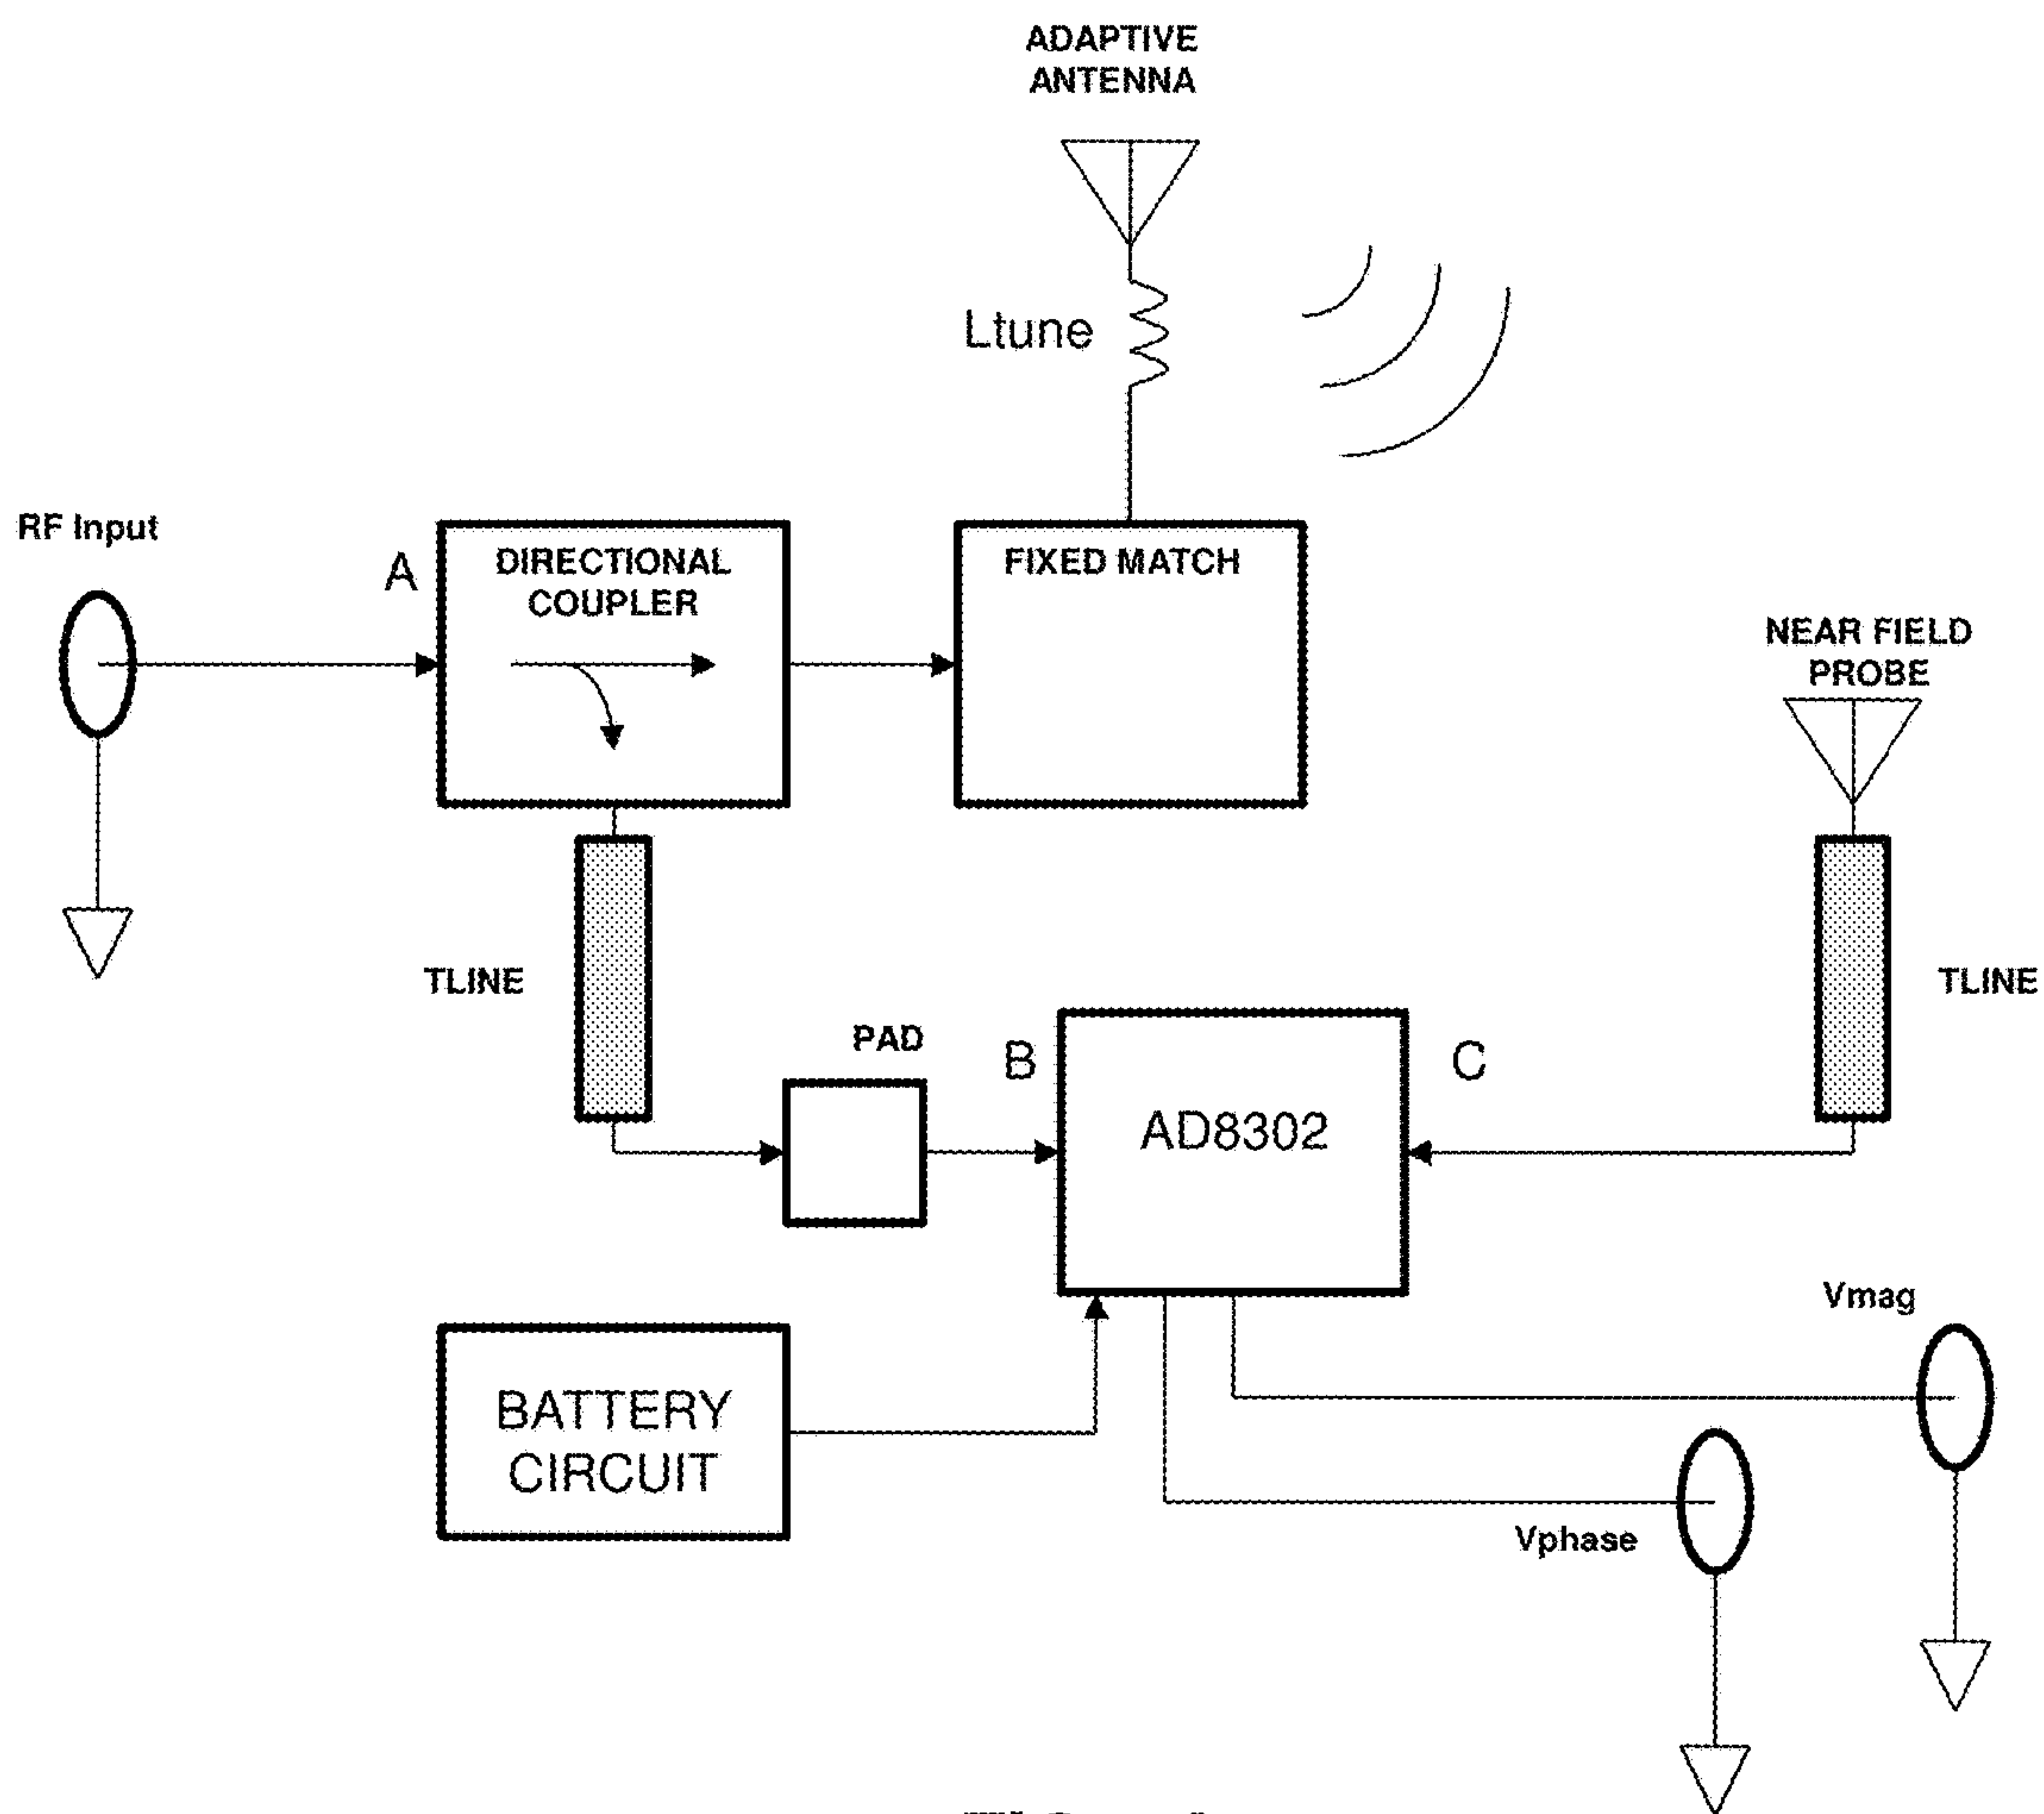 ADAPTIVE
ANTENNA
Ltune
RF Input
A
DIRECTIONAL
COUPLER
FIXED MATCH
NEAR FIELD
PROBE
TLINE
TLINE
PAD
B
C
AD8302
BATTERY
CIRCUIT
Vmag
Vphase